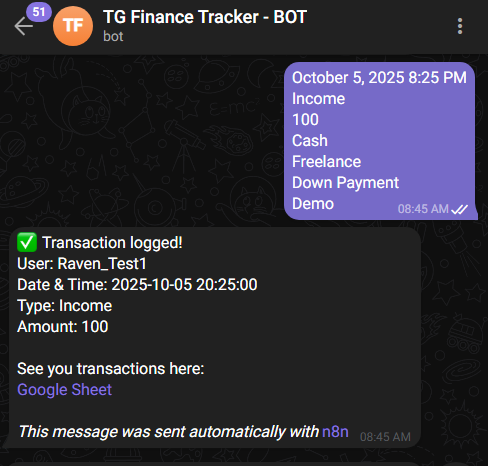 51
TF
TG Finance Tracker - BOT
bot
October 5, 2025 8:25 PM
Income
100
Cash
Freelance
Down Payment
Demo
08:45 AM
✅ Transaction logged!
User: Raven_Test1
Date & Time: 2025-10-05 20:25:00
Type: Income
Amount: 100
See you transactions here:
Google Sheet
This message was sent automatically with n8n
08:45 AM